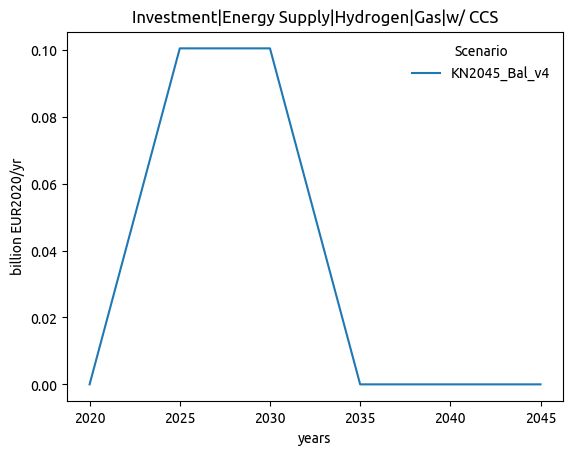 Investment|Energy Supply|Hydrogen|Gas|w/ CCS
Scenario
KN2045_Bal_v4
billion EUR2020/yr
0.10
0.08
0.06
0.04
0.02
0.00
2020 2025 2030 2035 2040 2045
years